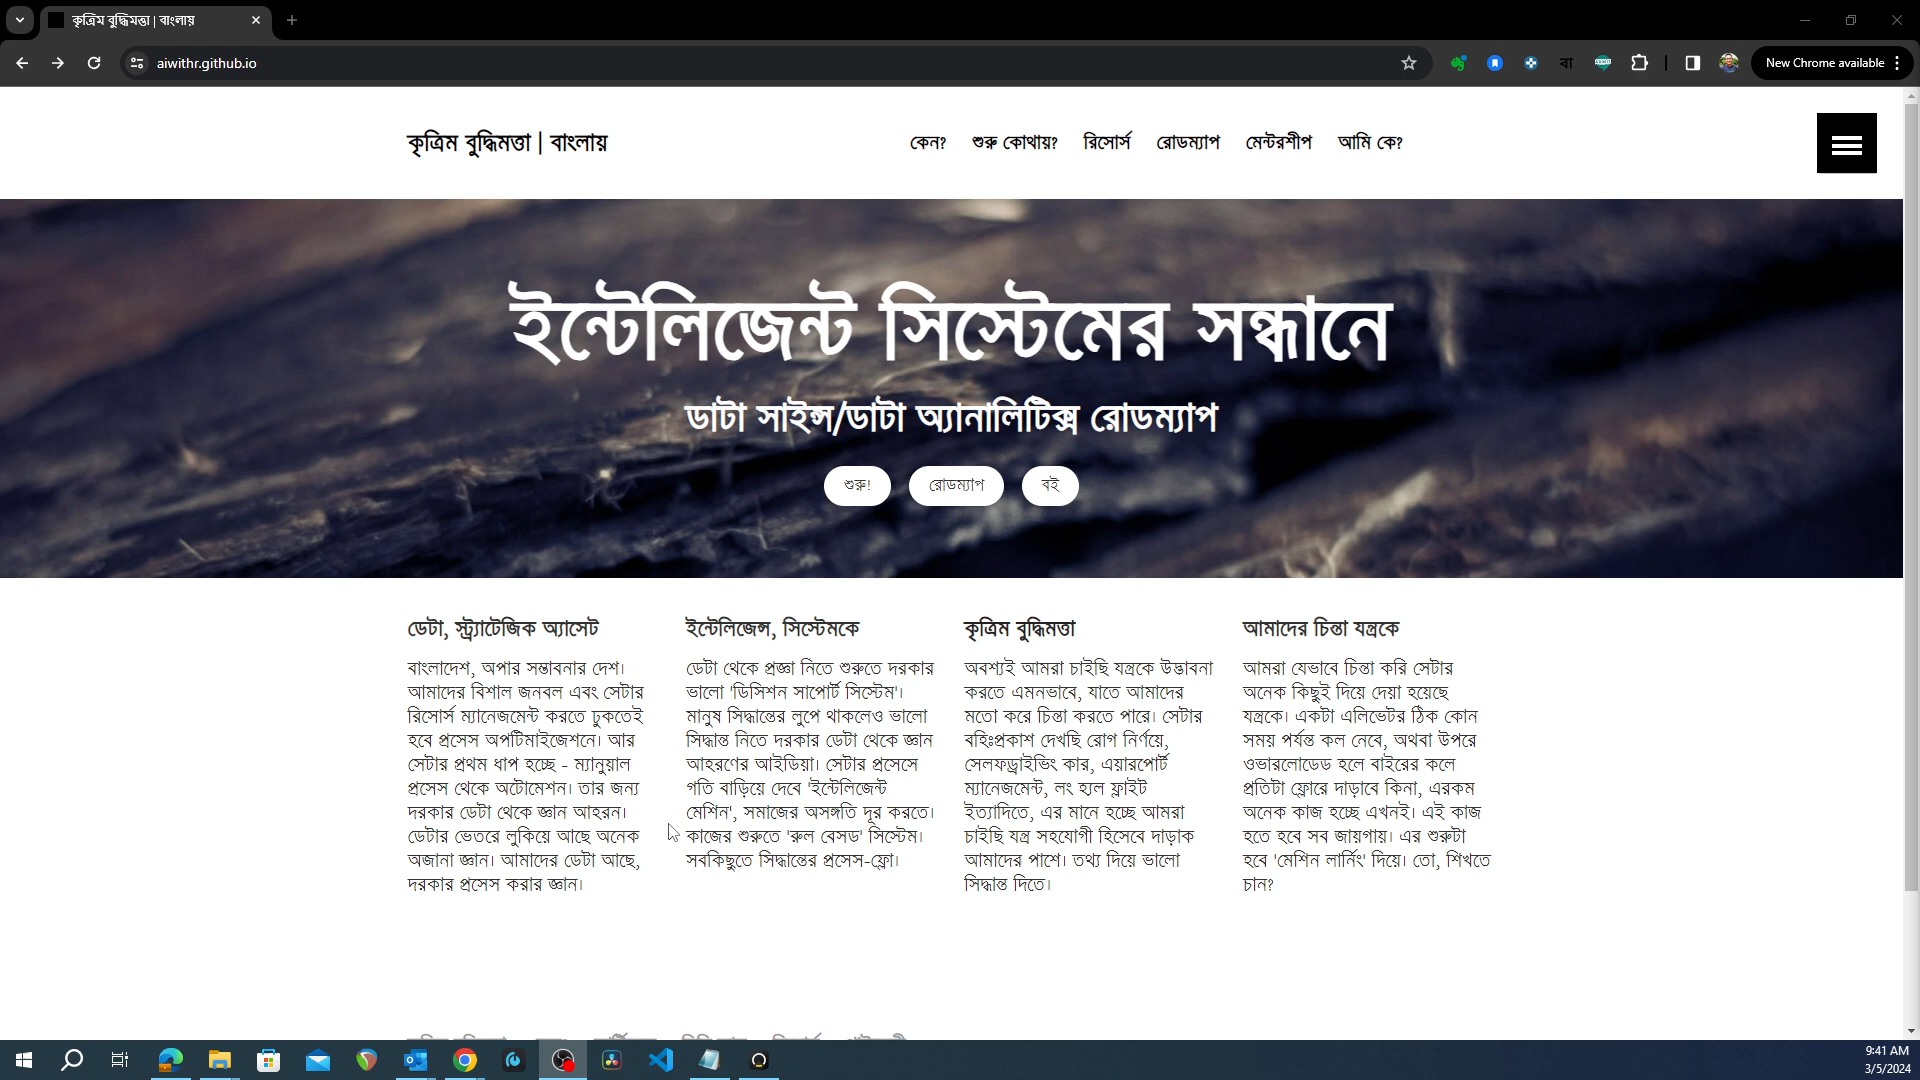 কৃত্রিম বুদ্ধিমত্তা | বাংলায়
aiwithr.github.io
New Chrome available
কৃত্রিম বুদ্ধিমত্তা | বাংলায়
কেন? শুরু কোথায়? রিসোর্স রোডম্যাপ মেন্টরশীপ আমি কে?
ইন্টেলিজেন্ট সিস্টেমের সন্ধানে
ডাটা সাইন্স/ডাটা অ্যানালিটিক্স রোডম্যাপ
শুরু! রোডম্যাপ বই
ডেটা, স্ট্র্যাটেজিক অ্যাসেট
বাংলাদেশ, অপার সম্ভাবনার দেশ।
আমাদের বিশাল জনবল এবং সেটার
রিসোর্স ম্যানেজমেন্ট করতে ঢুকতেই
হবে প্রসেস অপটিমাইজেশনে। আর
সেটার প্রথম ধাপ হচ্ছে - ম্যানুয়াল
প্রসেস থেকে অটোমেশন। তার জন্য
দরকার ডেটা থেকে জ্ঞান আহরন।
ডেটার ভেতরে লুকিয়ে আছে অনেক
অজানা জ্ঞান। আমাদের ডেটা আছে,
দরকার প্রসেস করার জ্ঞান।
ইন্টেলিজেন্স, সিস্টেমকে
ডেটা থেকে প্রজ্ঞা নিতে শুরুতে দরকার
ভালো 'ডিসিশন সাপোর্ট সিস্টেম'।
মানুষ সিদ্ধান্তের লুপে থাকলেও ভালো
সিদ্ধান্ত নিতে দরকার ডেটা থেকে জ্ঞান
আহরণের আইডিয়া। সেটার প্রসেসে
গতি বাড়িয়ে দেবে 'ইন্টেলিজেন্ট
মেশিন', সমাজের অসঙ্গতি দূর করতে।
কাজের শুরুতে 'রুল বেসড' সিস্টেম।
সবকিছুতে সিদ্ধান্তের প্রসেস-ফ্লো।
কৃত্রিম বুদ্ধিমত্তা
অবশ্যই আমরা চাইছি যন্ত্রকে উদ্ভাবনা
করতে এমনভাবে, যাতে আমাদের
মতো করে চিন্তা করতে পারে। সেটার
বহিঃপ্রকাশ দেখছি রোগ নির্ণয়ে,
সেলফড্রাইভিং কার, এয়ারপোর্ট
ম্যানেজমেন্ট, লং হ্যল ফ্লাইট
ইত্যাদিতে, এর মানে হচ্ছে আমরা
চাইছি যন্ত্র সহযোগী হিসেবে দাড়াক
আমাদের পাশে। তথ্য দিয়ে ভালো
সিদ্ধান্ত দিতে।
আমাদের চিন্তা যন্ত্রকে
আমরা যেভাবে চিন্তা করি সেটার
অনেক কিছুই দিয়ে দেয়া হয়েছে
যন্ত্রকে। একটা এলিভেটর ঠিক কোন
সময় পর্যন্ত কল নেবে, অথবা উপরে
ওভারলোডেড হলে বাইরের কলে
প্রতিটা ফ্লোরে দাড়াবে কিনা, এরকম
অনেক কাজ হচ্ছে এখনই। এই কাজ
হতে হবে সব জায়গায়। এর শুরুটা
হবে 'মেশিন লার্নিং' দিয়ে। তো, শিখতে
চান?
9:41 AM
3/5/2024